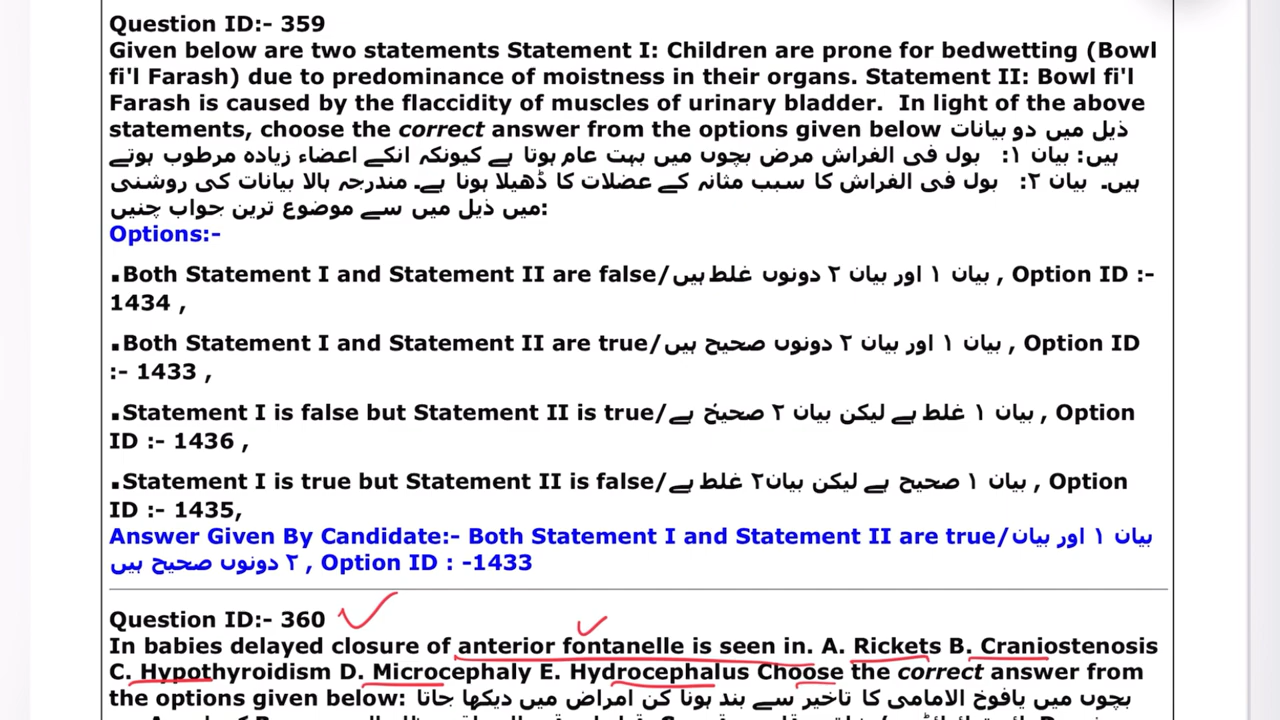 Question ID:- 359
Given below are two statements Statement I: Children are prone for bedwetting (Bowl
fi'l Farash) due to predominance of moistness in their organs. Statement II: Bowl fi'l
Farash is caused by the flaccidity of muscles of urinary bladder.  In light of the above
statements, choose the correct answer from the options given below ذیل میں دو بیانات
ہیں: بیان ۱:  بول فی الفراش مرض بچوں میں بہت عام ہوتا ہے کیونکہ انکے اعضاء زیادہ مرطوب ہوتے
ہیں۔ بیان ۲:  بول فی الفراش کا سبب مثانہ کے عضلات کا ڈھیلا ہونا ہے۔ مندرجہ بالا بیانات کی روشنی
میں ذیل میں سے موضوع ترین جواب چنیں:
Options:-
▪Both Statement I and Statement II are false/بیان ۱ اور بیان ۲ دونوں غلط ہیں , Option ID :-
1434 ,
▪Both Statement I and Statement II are true/بیان ۱ اور بیان ۲ دونوں صحیح ہیں , Option ID
:- 1433 ,
▪Statement I is false but Statement II is true/بیان ۱ غلط ہے لیکن بیان ۲ صحیح ہے , Option
ID :- 1436 ,
▪Statement I is true but Statement II is false/بیان ۱ صحیح ہے لیکن بیان۲ غلط ہے , Option
ID :- 1435,
Answer Given By Candidate:- Both Statement I and Statement II are true/بیان ۱ اور بیان
۲ دونوں صحیح ہیں , Option ID : -1433
Question ID:- 360
In babies delayed closure of anterior fontanelle is seen in. A. Rickets B. Craniostenosis
C. Hypothyroidism D. Microcephaly E. Hydrocephalus Choose the correct answer from
the options given below: بچوں میں یافوخ الامامی کا تاخیر سے بند ہونا کن امراض میں دیکھا جاتا